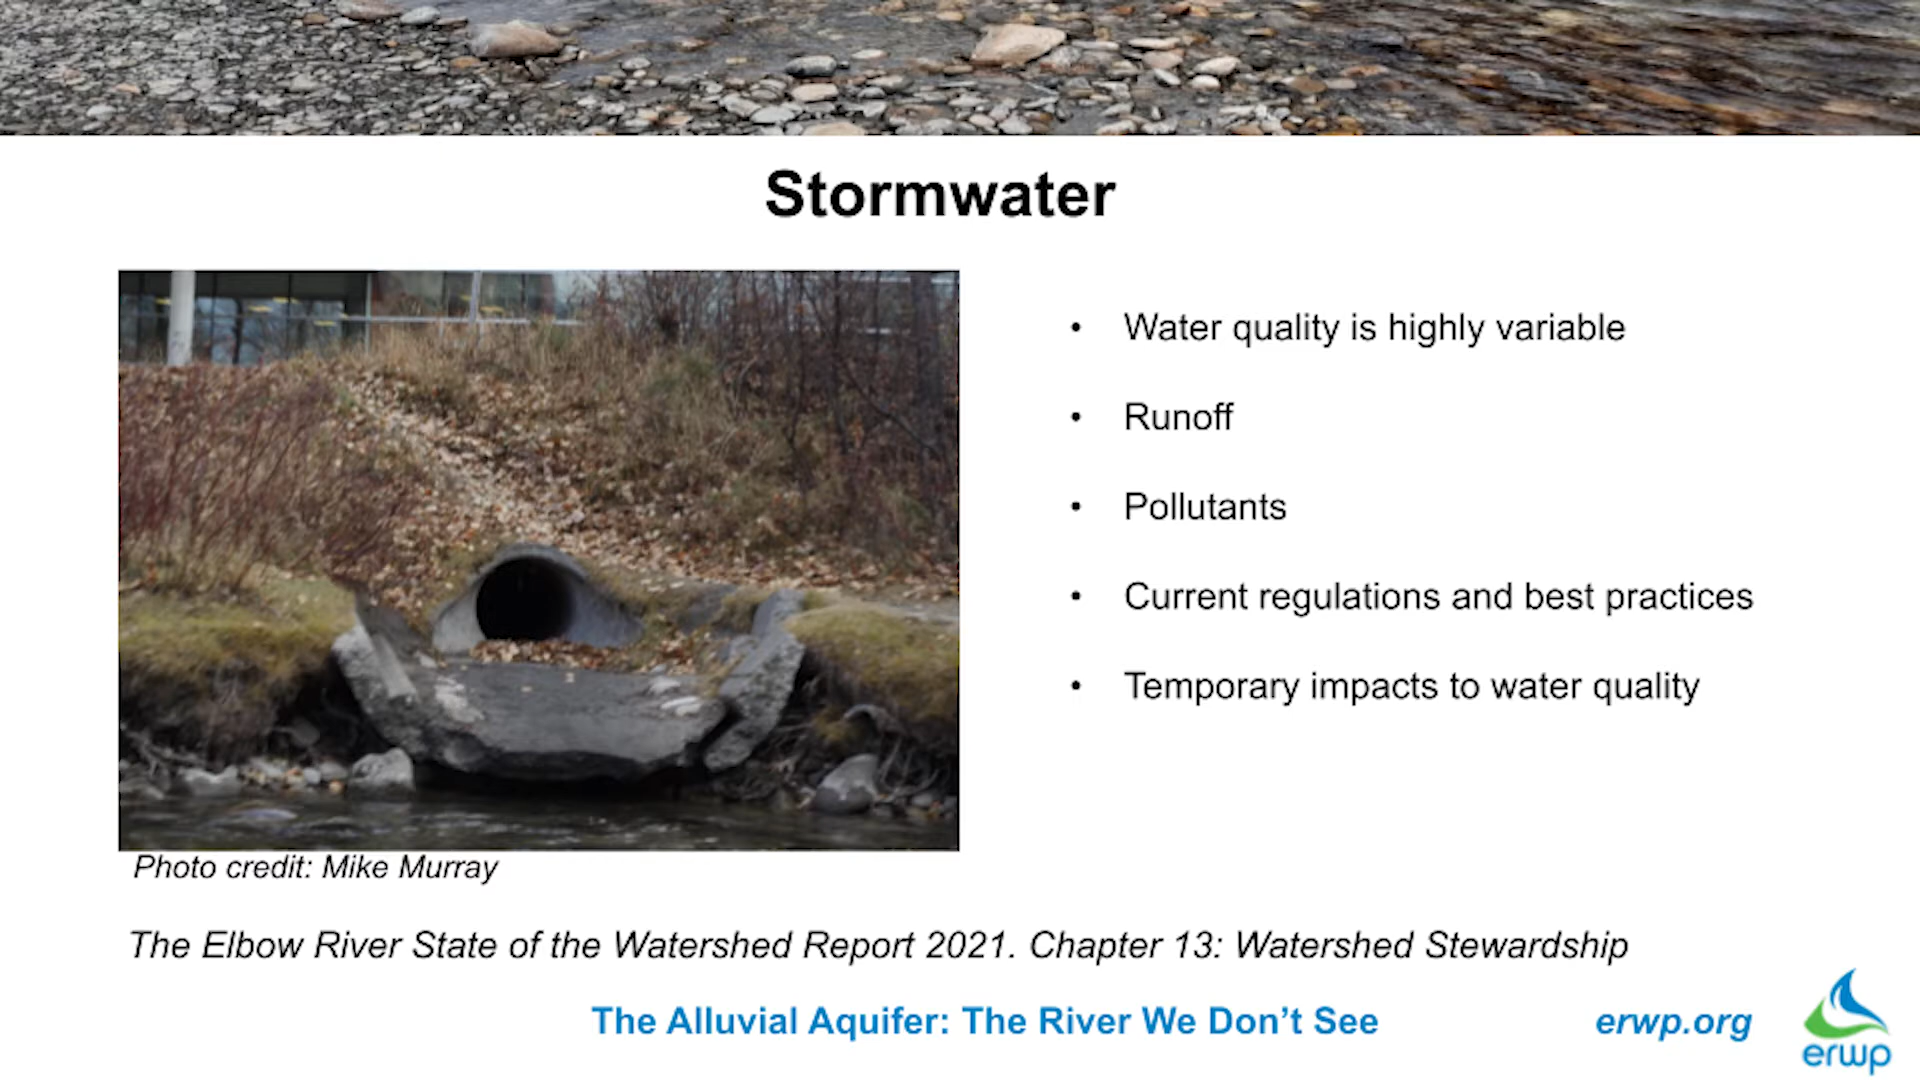 Stormwater
• Water quality is highly variable
• Runoff
• Pollutants
• Current regulations and best practices
• Temporary impacts to water quality
Photo credit: Mike Murray
The Elbow River State of the Watershed Report 2021. Chapter 13: Watershed Stewardship
The Alluvial Aquifer: The River We Don’t See
erwp.org
erwp